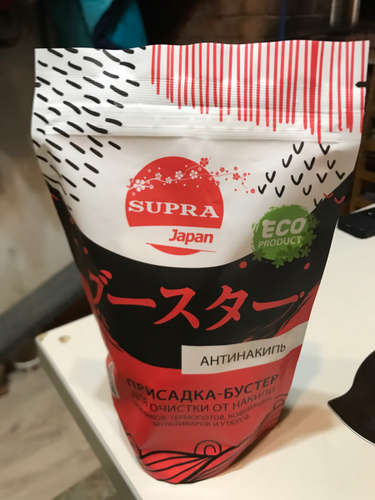 SUPRA
Japan
ECO
PRODUCT
ブースター
АНТИНАКИПЬ
ПРИСАДКА-БУСТЕР
ДЛЯ ОЧИСТКИ ОТ НАКИПИ
ТЕРМОПОТОВ,
МУЛЬТИВАРОК И УТЮГОВ